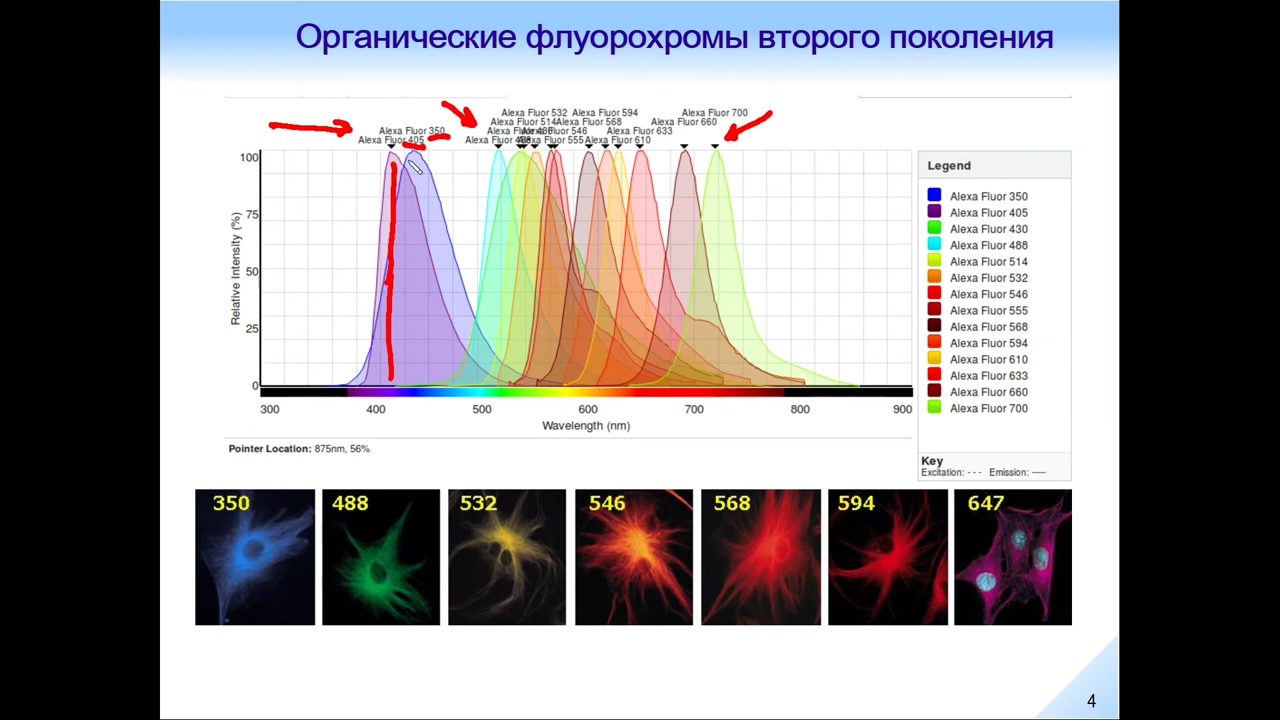 Органические флуорохромы второго поколения
Alexa Fluor 532 Alexa Fluor 594 Alexa Fluor 700
Alexa Fluor 514 Alexa Fluor 568 Alexa Fluor 660
Alexa Fluor 350 Alexa Fluor 546 Alexa Fluor 633
Alexa Fluor 405 Alexa Fluor Alexa Fluor 555 Alexa Fluor 610
Relative Intensity (%)
100
75
50
25
0
300 400 500 600 700 800 900
Wavelength (nm)
Pointer Location: 875nm, 56%
Legend
Alexa Fluor 350
Alexa Fluor 405
Alexa Fluor 430
Alexa Fluor 488
Alexa Fluor 514
Alexa Fluor 532
Alexa Fluor 546
Alexa Fluor 555
Alexa Fluor 568
Alexa Fluor 594
Alexa Fluor 610
Alexa Fluor 633
Alexa Fluor 660
Alexa Fluor 700
Key
Excitation: - - - Emission: -----
350 488 532 546 568 594 647
4